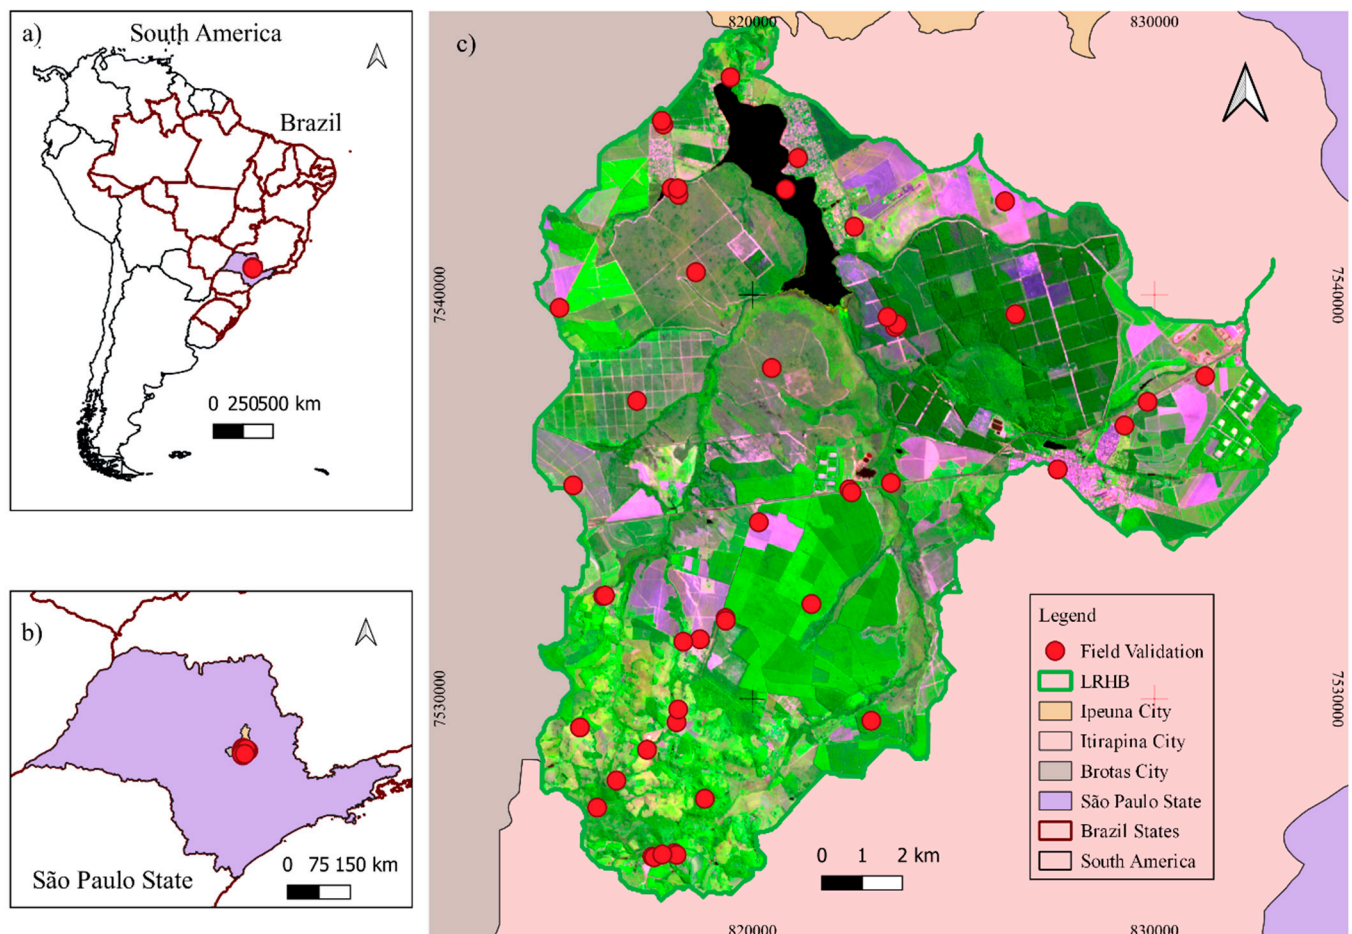 a)
South America
Brazil
0 250500 km
b)
São Paulo State
0 75 150 km
c)
820000
830000
7540000
7540000
7530000
7530000
Legend
Field Validation
LRHB
Ipeuna City
Itirapina City
Brotas City
São Paulo State
Brazil States
South America
0 1 2 km
820000
830000